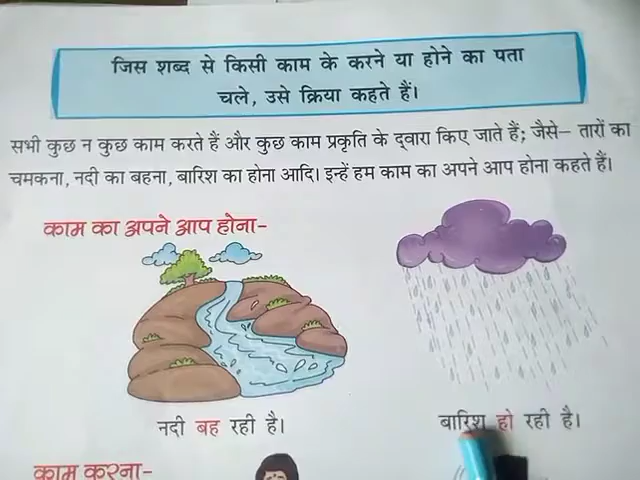 जिस शब्द से किसी काम के करने या होने का पता
चले, उसे क्रिया कहते हैं।
सभी कुछ न कुछ काम करते हैं और कुछ काम प्रकृति के द्वारा किए जाते हैं; जैसे– तारों का
चमकना, नदी का बहना, बारिश का होना आदि। इन्हें हम काम का अपने आप होना कहते हैं।
काम का अपने आप होना-
नदी बह रही है।
बारिश हो रही है।
काम करना-